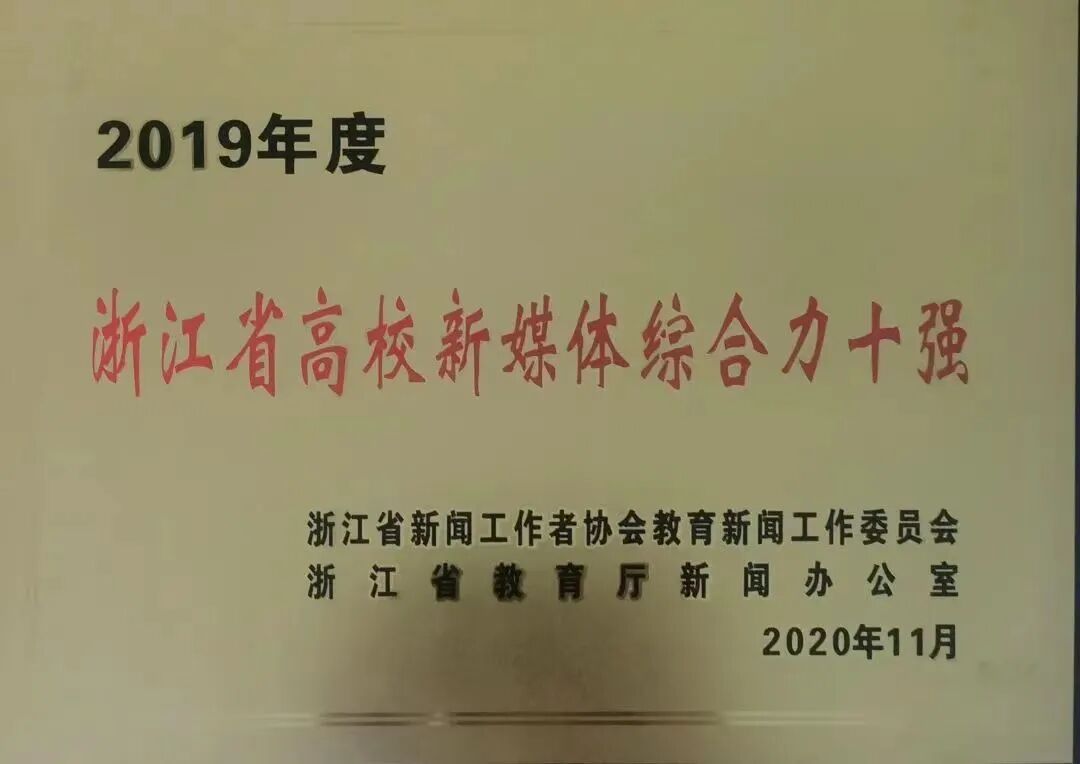 2019年度
浙江省高校新媒体综合力十强
浙江省新闻工作者协会教育新闻工作委员会
浙江省教育厅新闻办公室
2020年11月